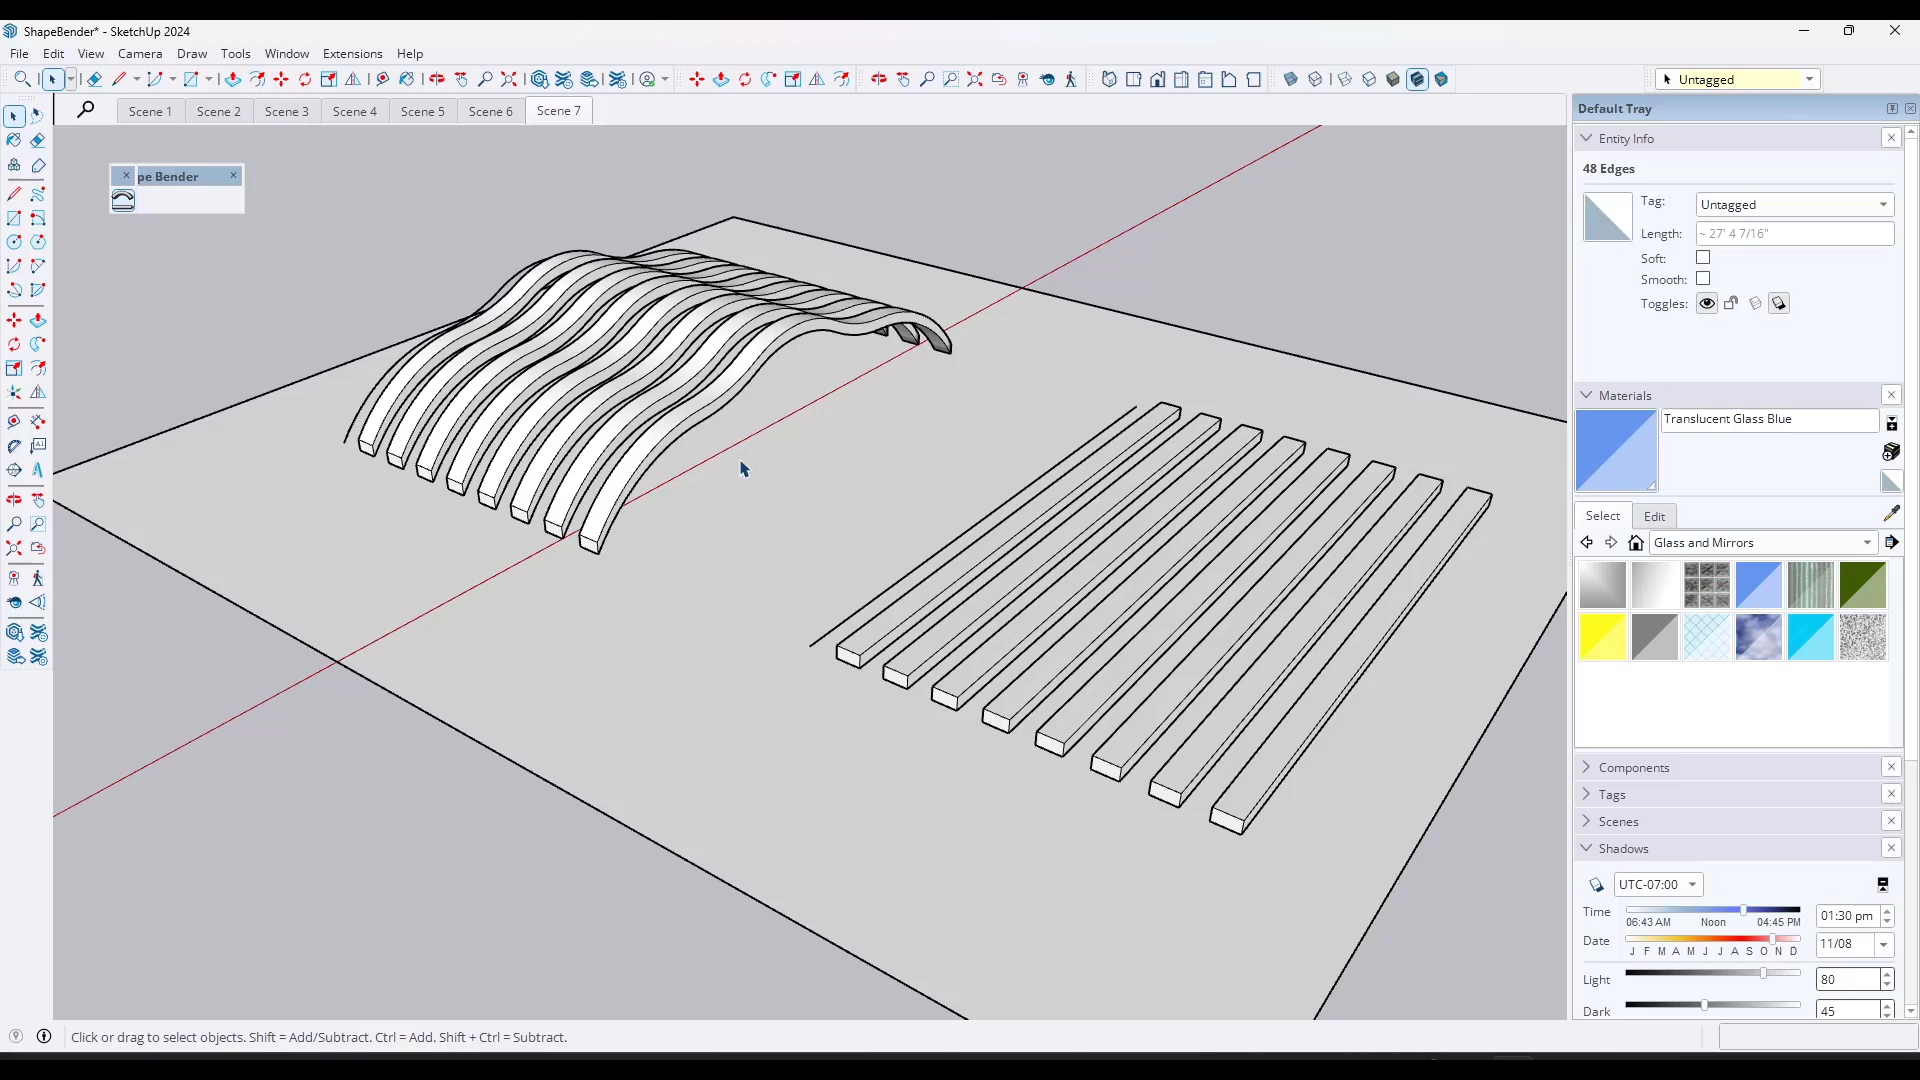 ShapeBender* - SketchUp 2024
File Edit View Camera Draw Tools Window Extensions Help
Untagged
Scene 1 Scene 2 Scene 3 Scene 4 Scene 5 Scene 6 Scene 7
pe Bender
Default Tray
Entity Info
48 Edges
Tag: Untagged
Length: ~ 27' 4 7/16"
Soft:
Smooth:
Toggles:
Materials
Translucent Glass Blue
Select Edit
Glass and Mirrors
Components
Tags
Scenes
Shadows
UTC-07:00
Time 01:30 pm
06:43 AM Noon 04:45 PM
Date 11/08
J F M A M J J A S O N D
Light 80
Dark 45
Click or drag to select objects. Shift = Add/Subtract. Ctrl = Add. Shift + Ctrl = Subtract.